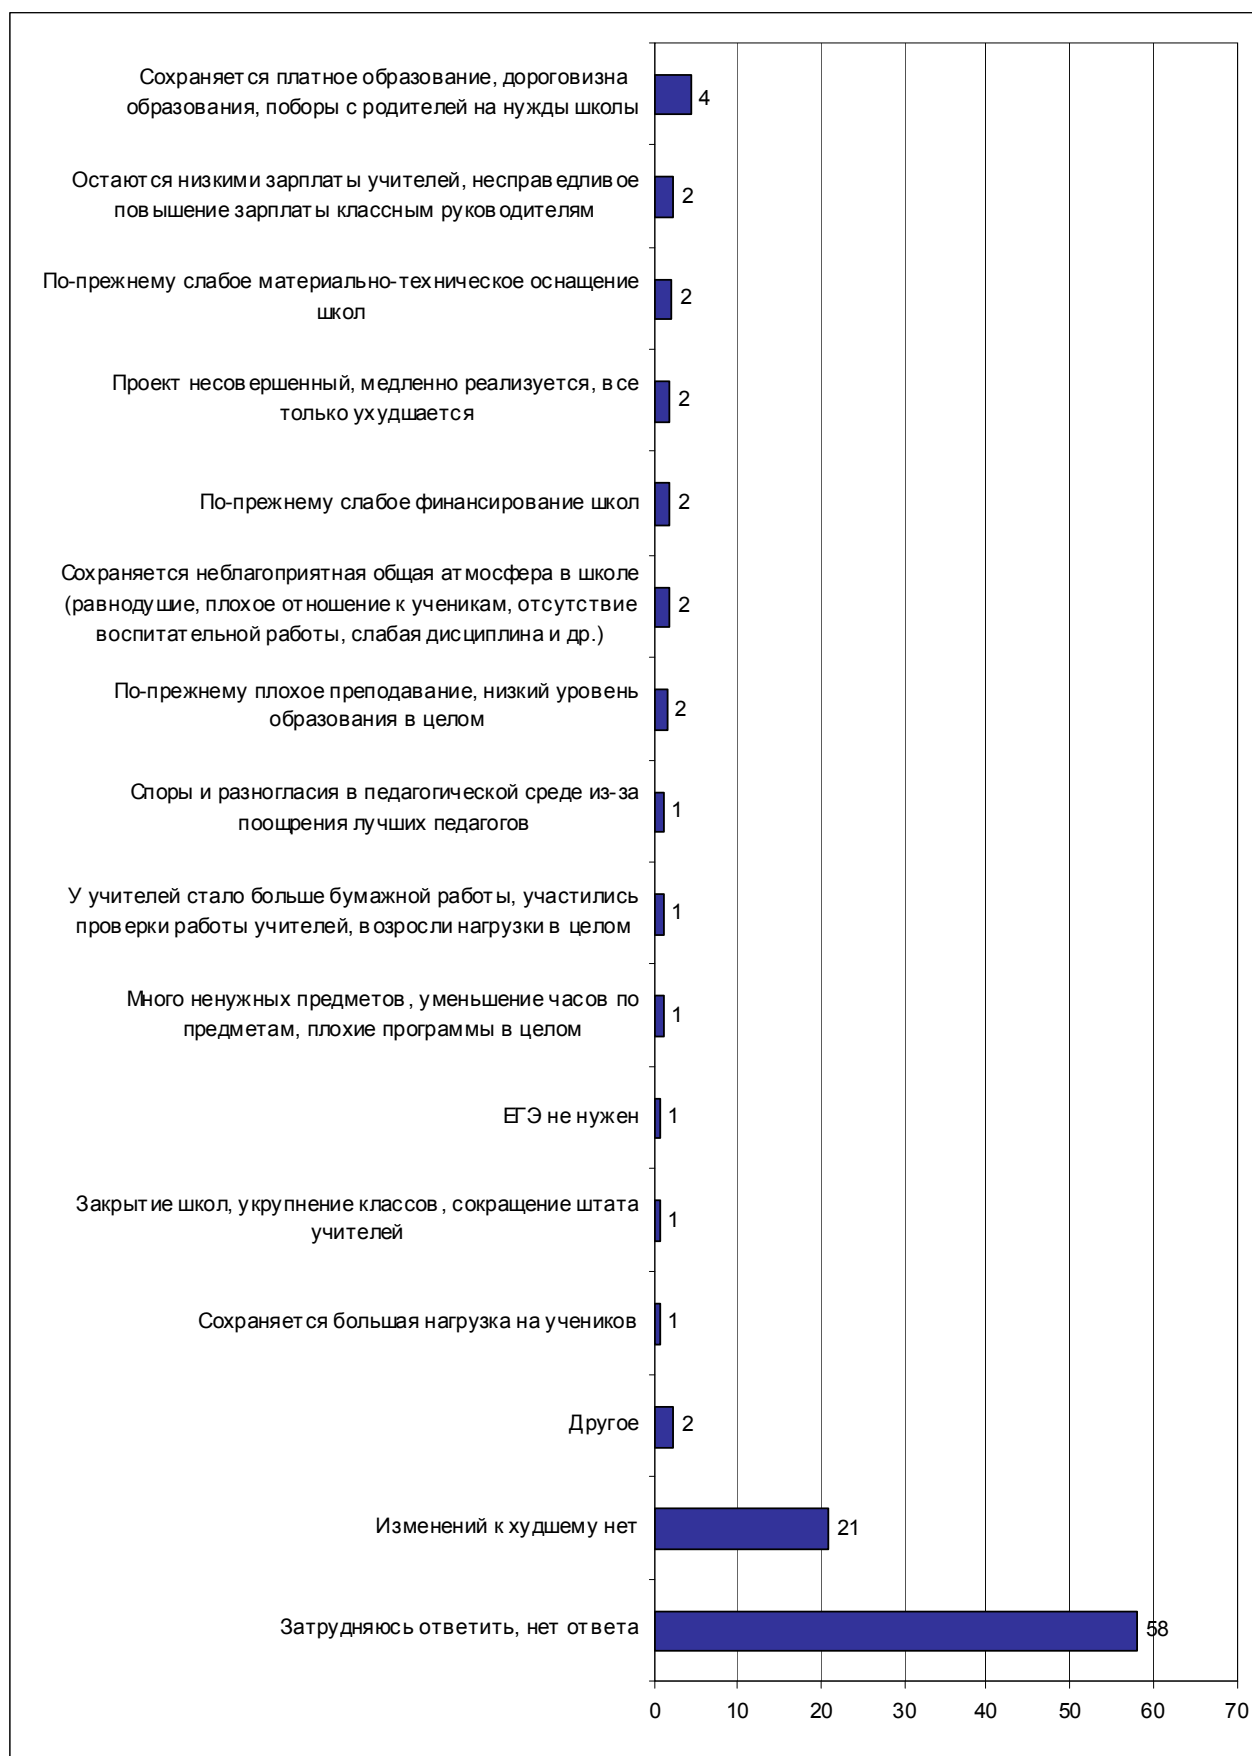 Сохраняется платное образование, дороговизна
образования, поборы с родителей на нужды школы
4
Остаются низкими зарплаты учителей, несправедливое
повышение зарплаты классным руководителям
2
По-прежнему слабое материально-техническое оснащение
школ
2
Проект несовершенный, медленно реализуется, все
только ухудшается
2
По-прежнему слабое финансирование школ
2
Сохраняется неблагоприятная общая атмосфера в школе
(равнодушие, плохое отношение к ученикам, отсутствие
воспитательной работы, слабая дисциплина и др.)
2
По-прежнему плохое преподавание, низкий уровень
образования в целом
2
Споры и разногласия в педагогической среде из-за
поощрения лучших педагогов
1
У учителей стало больше бумажной работы, участились
проверки работы учителей, возросли нагрузки в целом
1
Много ненужных предметов, уменьшение часов по
предметам, плохие программы в целом
1
ЕГЭ не нужен
1
Закрытие школ, укрупнение классов, сокращение штата
учителей
1
Сохраняется большая нагрузка на учеников
1
Другое
2
Изменений к худшему нет
21
Затрудняюсь ответить, нет ответа
58
0 10 20 30 40 50 60 70